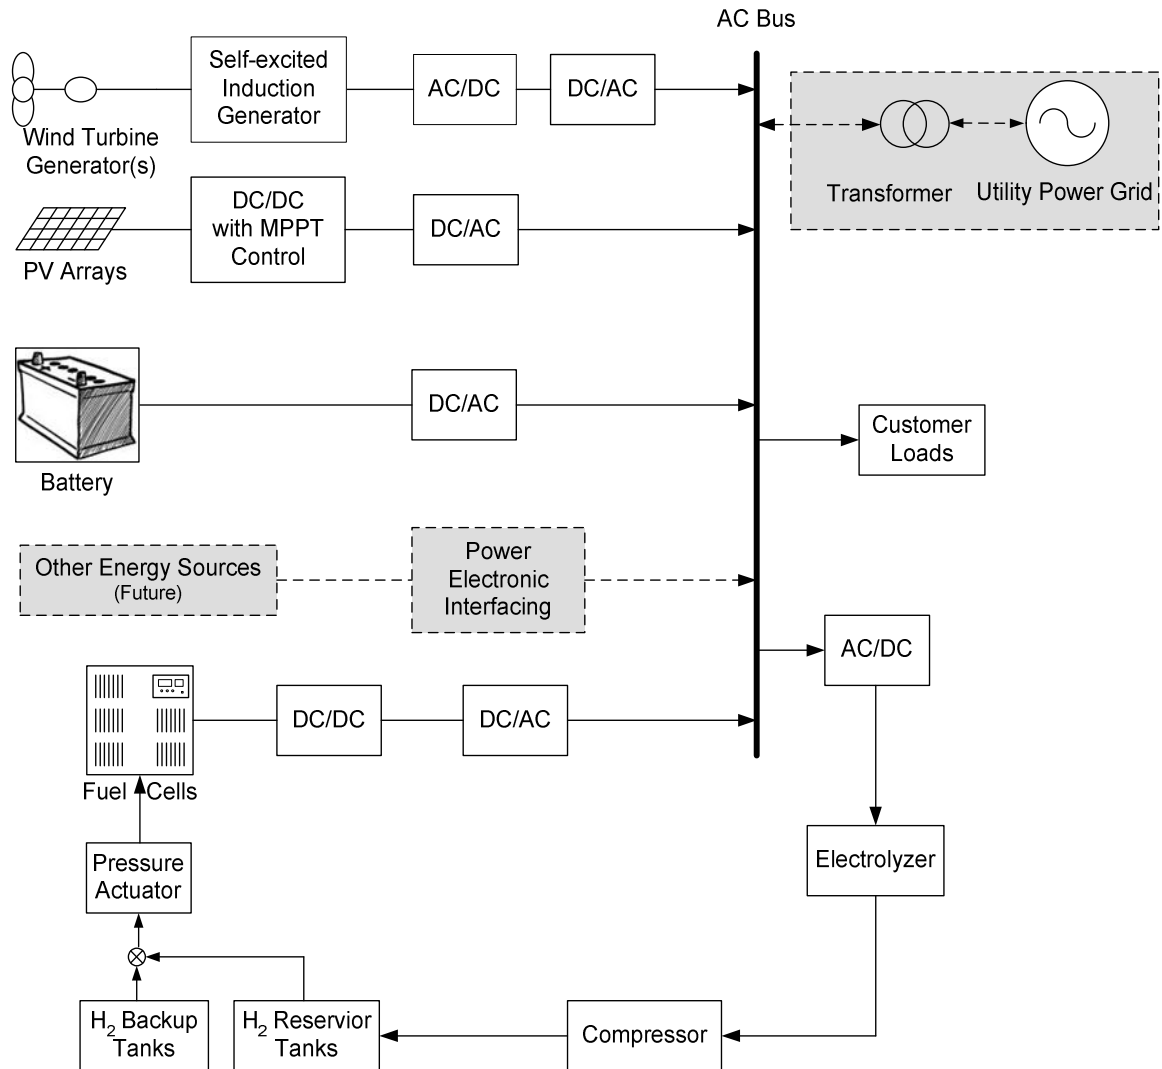 AC Bus
Self-excited
Induction
Generator
AC/DC
DC/AC
Wind Turbine
Generator(s)
Transformer
Utility Power Grid
DC/DC
with MPPT
Control
DC/AC
PV Arrays
DC/AC
Battery
Customer
Loads
Other Energy Sources
(Future)
Power
Electronic
Interfacing
AC/DC
DC/DC
DC/AC
Fuel Cells
Pressure
Actuator
Electrolyzer
H₂ Backup
Tanks
H₂ Reservior
Tanks
Compressor